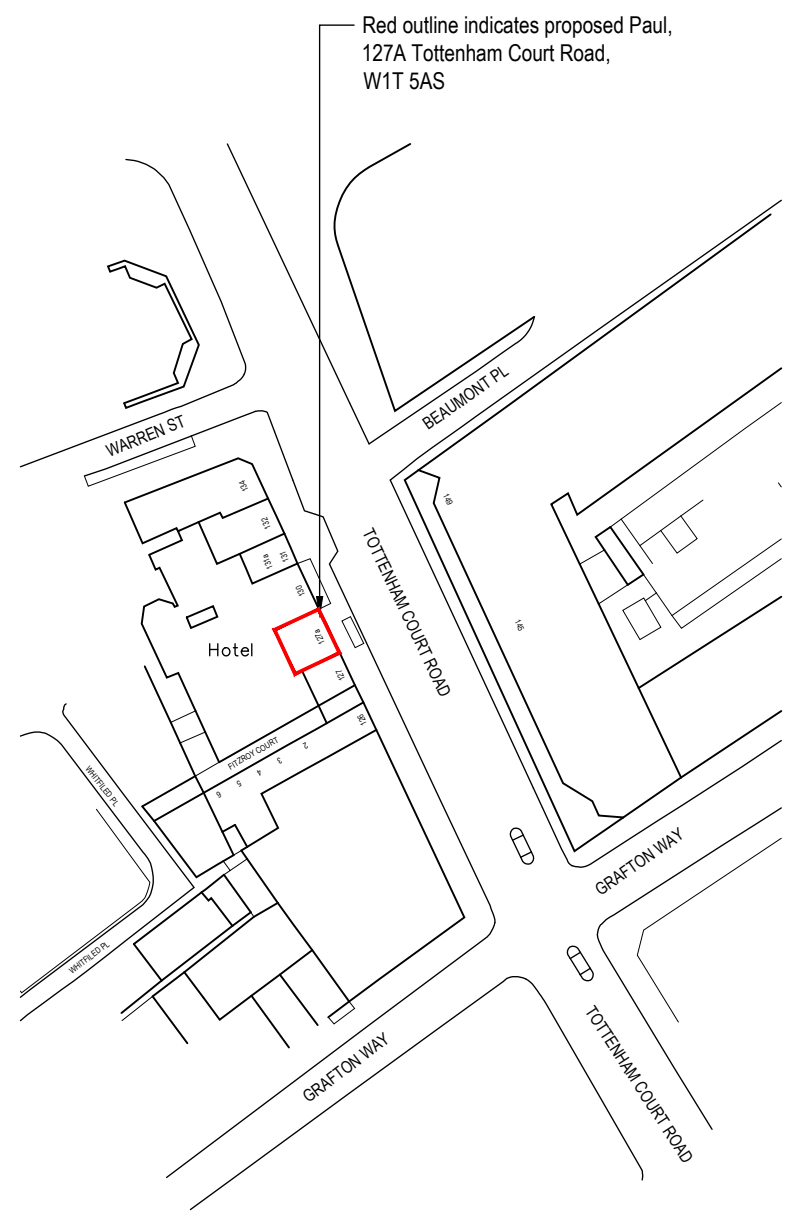 Red outline indicates proposed Paul,
127A Tottenham Court Road,
W1T 5AS
BEAUMONT PL
WARREN ST
134
149
132
131
131a
TOTTENHAM COURT ROAD
130
145
127a
Hotel
127
126
FITZROY COURT
2
3
4
5
6
WHITFILED PL
GRAFTON WAY
WHITFILED PL
GRAFTON WAY
TOTTENHAM COURT ROAD